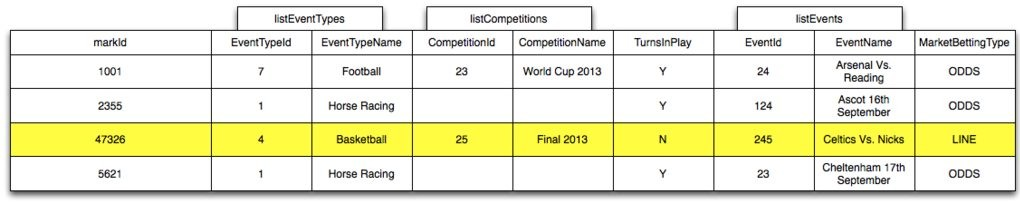 listEventTypes listCompetitions listEvents
markId EventTypeId EventTypeName CompetitionId CompetitionName TurnsInPlay EventId EventName MarketBettingType
1001 7 Football 23 World Cup 2013 Y 24 Arsenal Vs. Reading ODDS
2355 1 Horse Racing Y 124 Ascot 16th September ODDS
47326 4 Basketball 25 Final 2013 N 245 Celtics Vs. Nicks LINE
5621 1 Horse Racing Y 23 Cheltenham 17th September ODDS